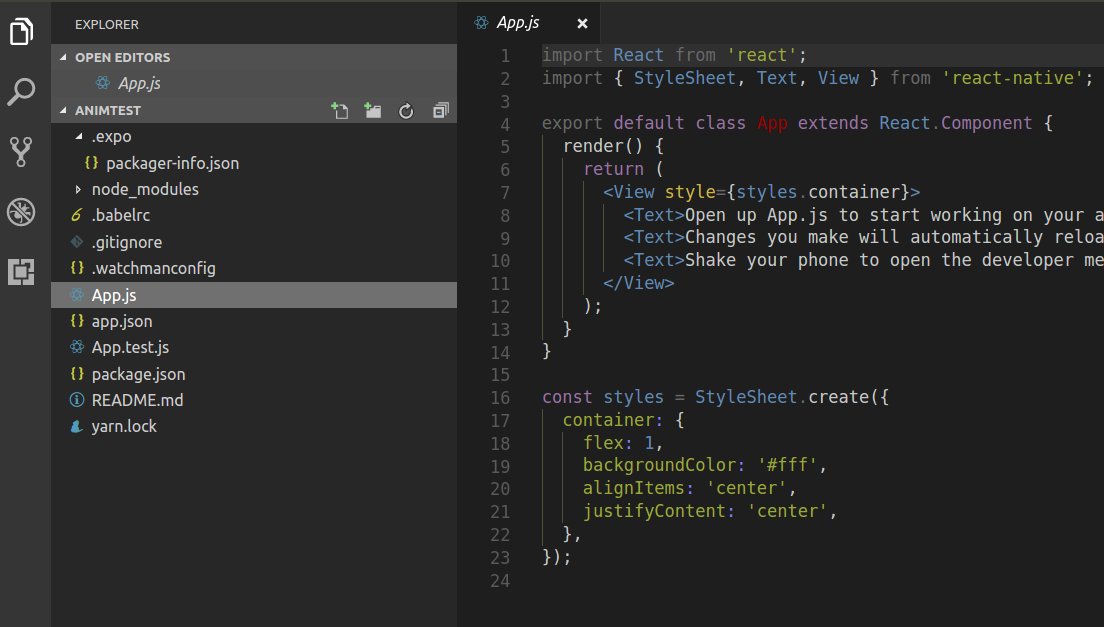 EXPLORER
OPEN EDITORS
App.js
ANIMTEST
.expo
{} packager-info.json
node_modules
.babelrc
.gitignore
{} .watchmanconfig
App.js
{} app.json
App.test.js
{} package.json
README.md
yarn.lock
App.js
1 import React from 'react';
2 import { StyleSheet, Text, View } from 'react-native';
3
4 export default class App extends React.Component {
5 render() {
6 return (
7 <View style={styles.container}>
8 <Text>Open up App.js to start working on your a
9 <Text>Changes you make will automatically reloa
10 <Text>Shake your phone to open the developer me
11 </View>
12 );
13 }
14 }
15
16 const styles = StyleSheet.create({
17 container: {
18 flex: 1,
19 backgroundColor: '#fff',
20 alignItems: 'center',
21 justifyContent: 'center',
22 },
23 });
24